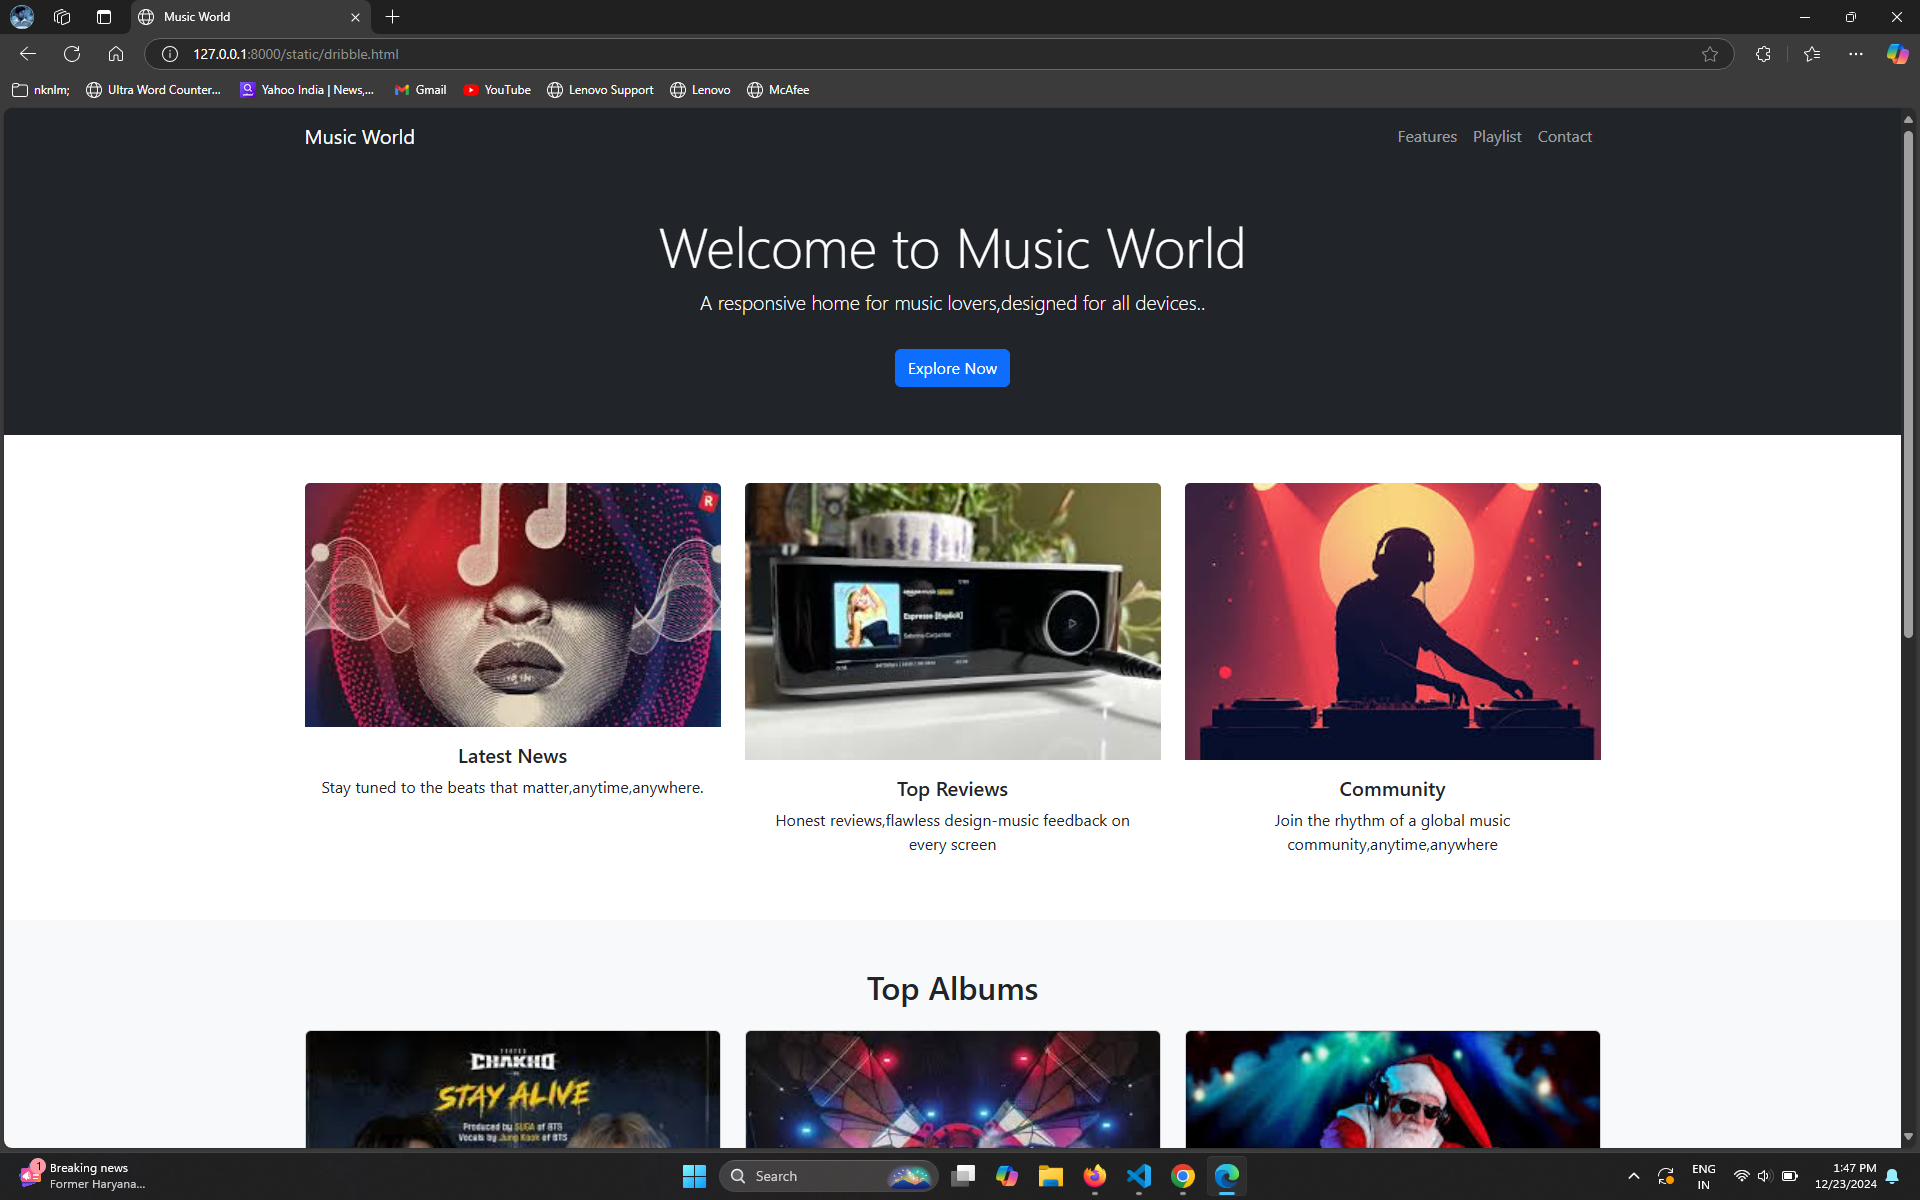 Music World
127.0.0.1:8000/static/dribble.html
nknlm;
Ultra Word Counter...
Yahoo India | News,...
Gmail
YouTube
Lenovo Support
Lenovo
McAfee
Music World
Features
Playlist
Contact
Welcome to Music World
A responsive home for music lovers,designed for all devices..
Explore Now
R
Espresso [Explicit]
Sabrina Carpenter
Latest News
Stay tuned to the beats that matter,anytime,anywhere.
Top Reviews
Honest reviews,flawless design-music feedback on
every screen
Community
Join the rhythm of a global music
community,anytime,anywhere
Top Albums
CHAKHO
STAY ALIVE
Produced by SUGA of BTS
Vocals by Jung Kook of BTS
1
Breaking news
Former Haryana...
Search
ENG
IN
1:47 PM
12/23/2024